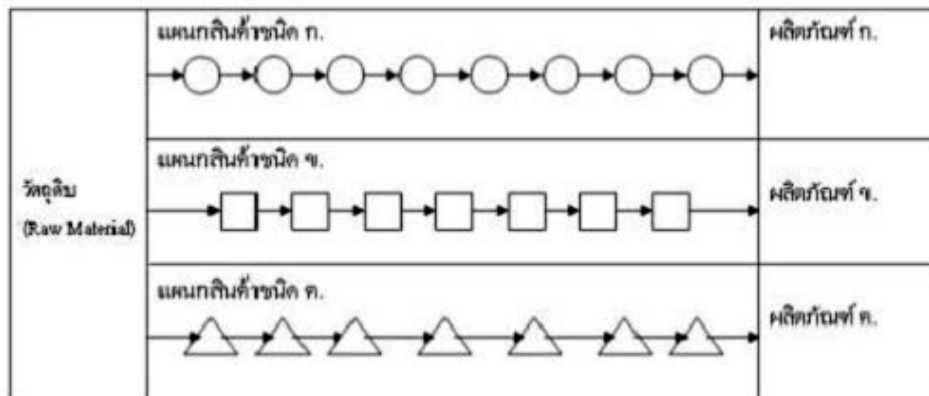 แผนกสินค้าชนิด ก.
ผลิตภัณฑ์ ก.
แผนกสินค้าชนิด ข.
วัตถุดิบ
(Raw Material)
ผลิตภัณฑ์ ข.
แผนกสินค้าชนิด ค.
ผลิตภัณฑ์ ค.